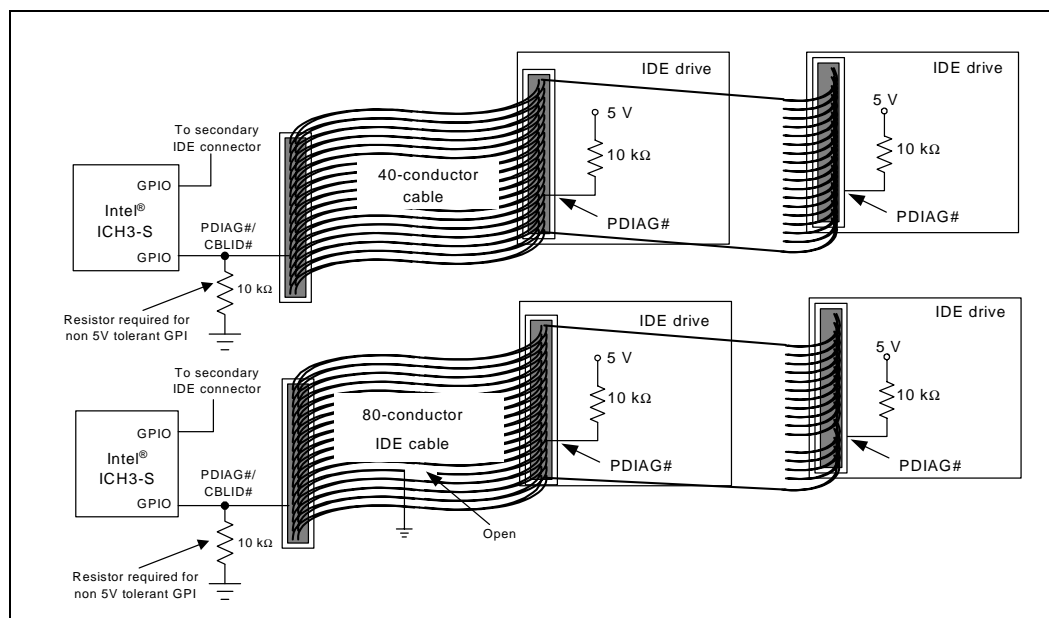 IDE drive
IDE drive
5 V
5 V
To secondary
IDE connector
10 kΩ
10 kΩ
GPIO
40-conductor
cable
Intel®
ICH3-S
PDIAG#/
CBLID#
PDIAG#
PDIAG#
GPIO
10 kΩ
Resistor required for
non 5V tolerant GPI
IDE drive
IDE drive
5 V
5 V
To secondary
IDE connector
10 kΩ
10 kΩ
80-conductor
IDE cable
GPIO
Intel®
ICH3-S
PDIAG#/
CBLID#
PDIAG#
PDIAG#
GPIO
Open
10 kΩ
Resistor required for
non 5V tolerant GPI